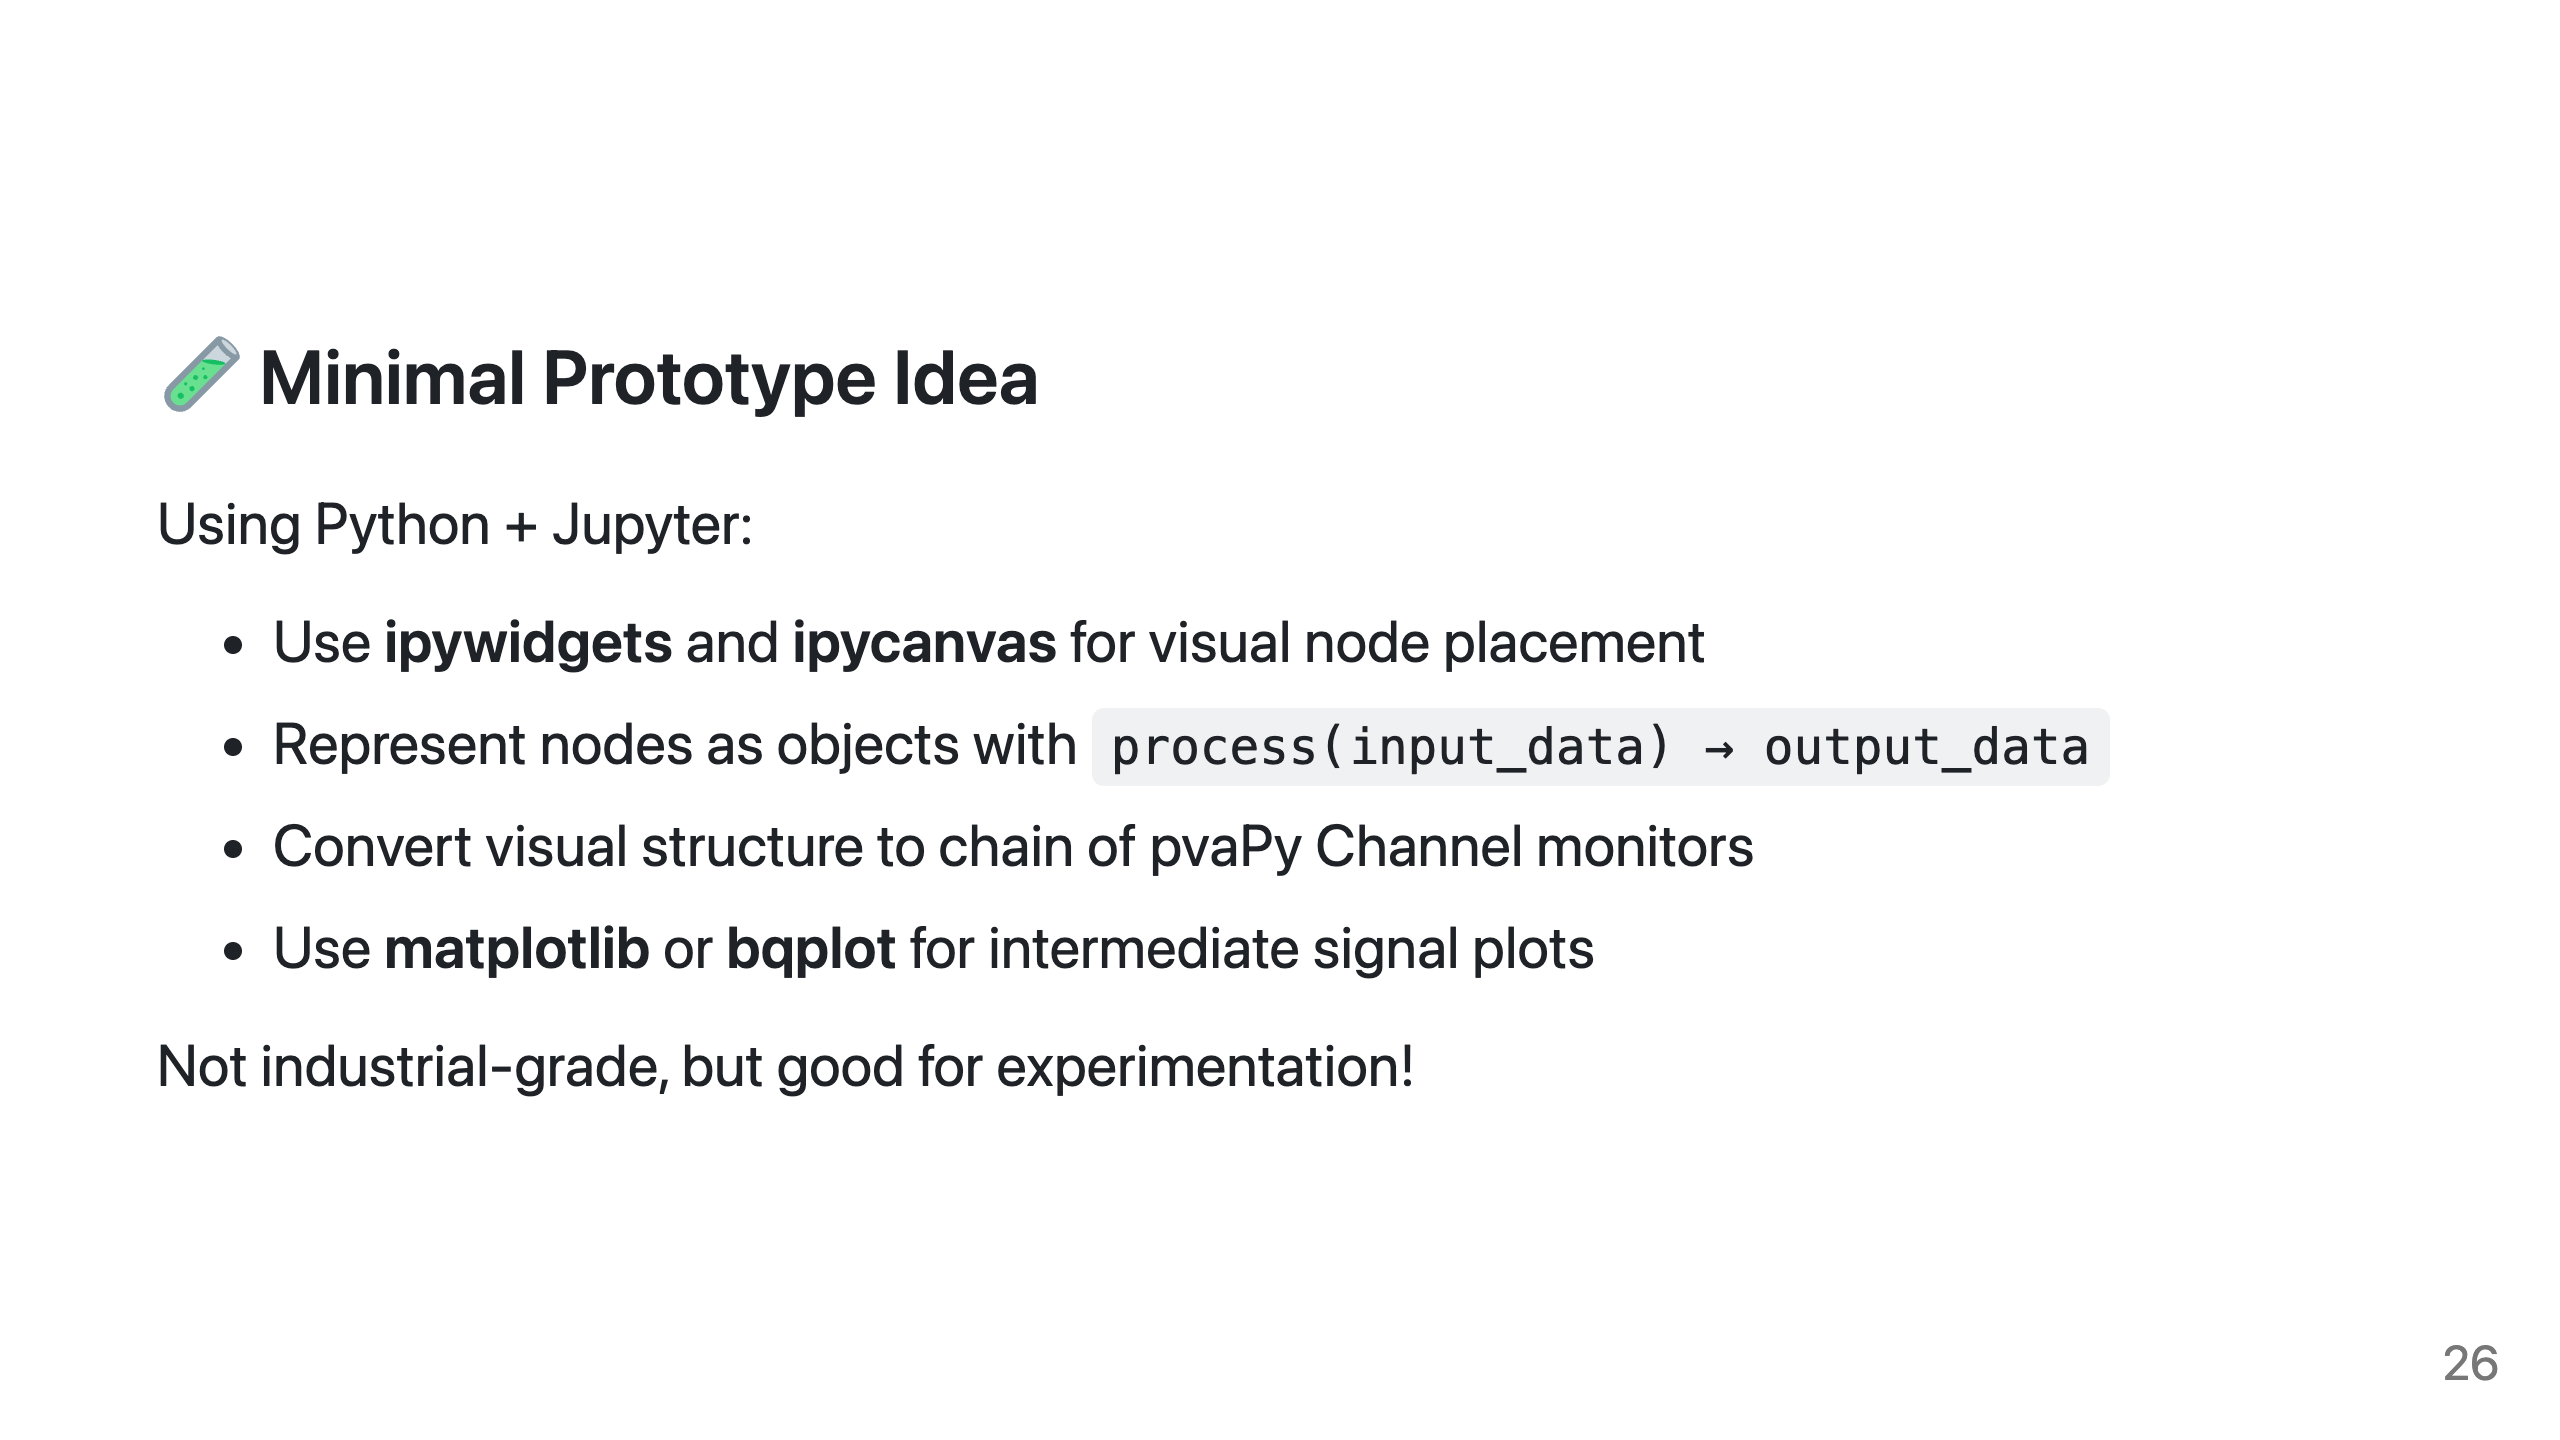 🧪 Minimal Prototype Idea
Using Python + Jupyter:
• Use ipywidgets and ipycanvas for visual node placement
• Represent nodes as objects with process(input_data) → output_data
• Convert visual structure to chain of pvaPy Channel monitors
• Use matplotlib or bqplot for intermediate signal plots
Not industrial-grade, but good for experimentation!
26